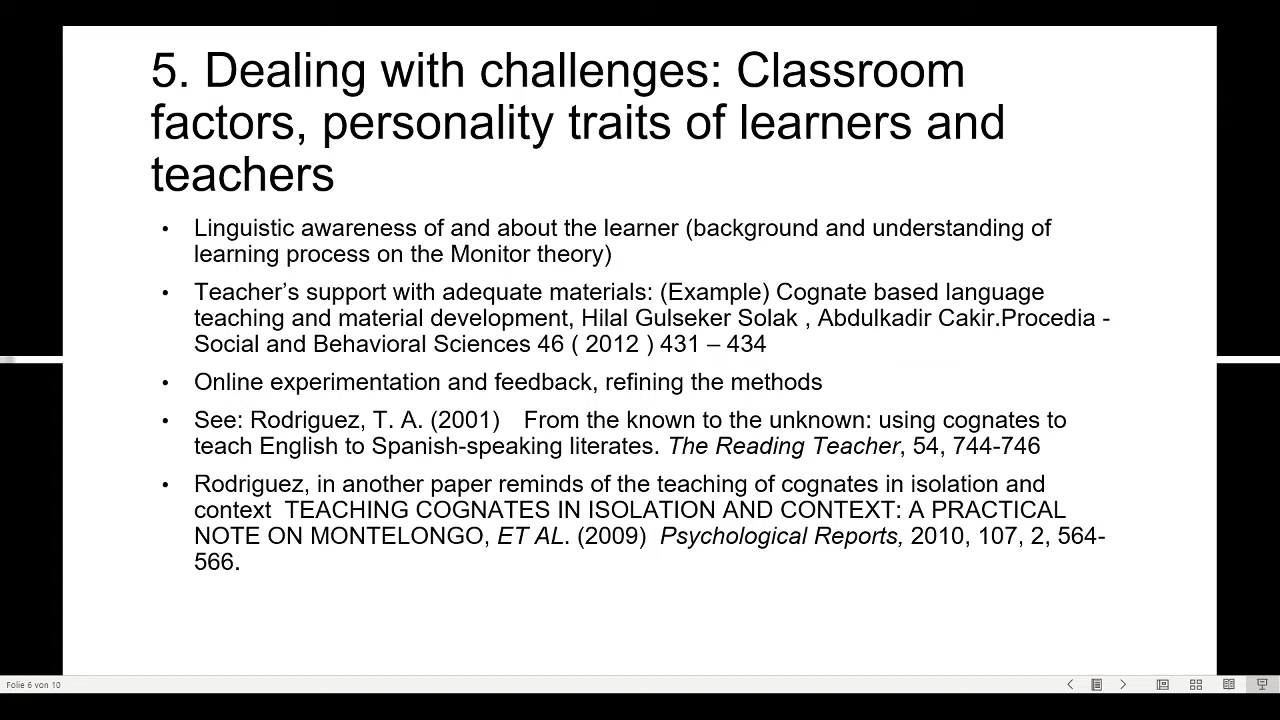 5. Dealing with challenges: Classroom
factors, personality traits of learners and
teachers
• Linguistic awareness of and about the learner (background and understanding of
learning process on the Monitor theory)
• Teacher’s support with adequate materials: (Example) Cognate based language
teaching and material development, Hilal Gulseker Solak , Abdulkadir Cakir.Procedia -
Social and Behavioral Sciences 46 ( 2012 ) 431 – 434
• Online experimentation and feedback, refining the methods
• See: Rodriguez, T. A. (2001) From the known to the unknown: using cognates to
teach English to Spanish-speaking literates. The Reading Teacher, 54, 744-746
• Rodriguez, in another paper reminds of the teaching of cognates in isolation and
context TEACHING COGNATES IN ISOLATION AND CONTEXT: A PRACTICAL
NOTE ON MONTELONGO, ET AL. (2009) Psychological Reports, 2010, 107, 2, 564-
566.
Folie 6 von 10